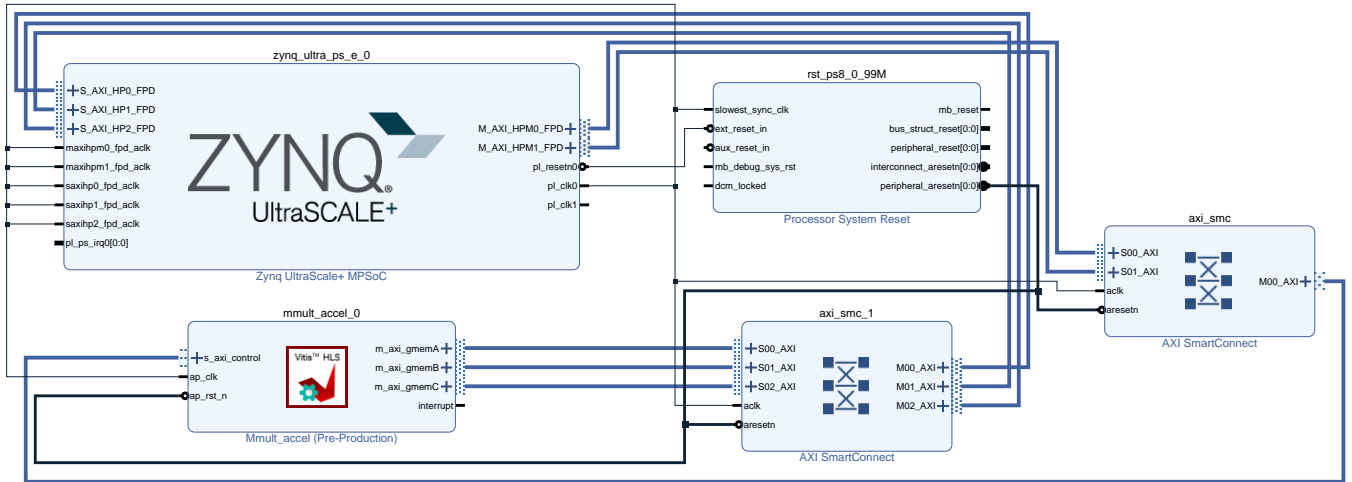 zynq_ultra_ps_e_0
S_AXI_HP0_FPD
S_AXI_HP1_FPD
S_AXI_HP2_FPD
maxihpm0_fpd_aclk
maxihpm1_fpd_aclk
saxihp0_fpd_aclk
saxihp1_fpd_aclk
saxihp2_fpd_aclk
pl_ps_irq0[0:0]
ZYNQ.
UltraSCALE+
M_AXI_HPM0_FPD
M_AXI_HPM1_FPD
pl_resetn0
pl_clk0
pl_clk1
Zynq UltraScale+ MPSoC
rst_ps8_0_99M
slowest_sync_clk
ext_reset_in
aux_reset_in
mb_debug_sys_rst
dcm_locked
mb_reset
bus_struct_reset[0:0]
peripheral_reset[0:0]
interconnect_aresetn[0:0]
peripheral_aresetn[0:0]
Processor System Reset
axi_smc
S00_AXI
S01_AXI
aclk
aresetn
M00_AXI
AXI SmartConnect
mmult_accel_0
s_axi_control
ap_clk
ap_rst_n
Vitis™ HLS
m_axi_gmemA
m_axi_gmemB
m_axi_gmemC
interrupt
Mmult_accel (Pre-Production)
axi_smc_1
S00_AXI
S01_AXI
S02_AXI
aclk
aresetn
M00_AXI
M01_AXI
M02_AXI
AXI SmartConnect